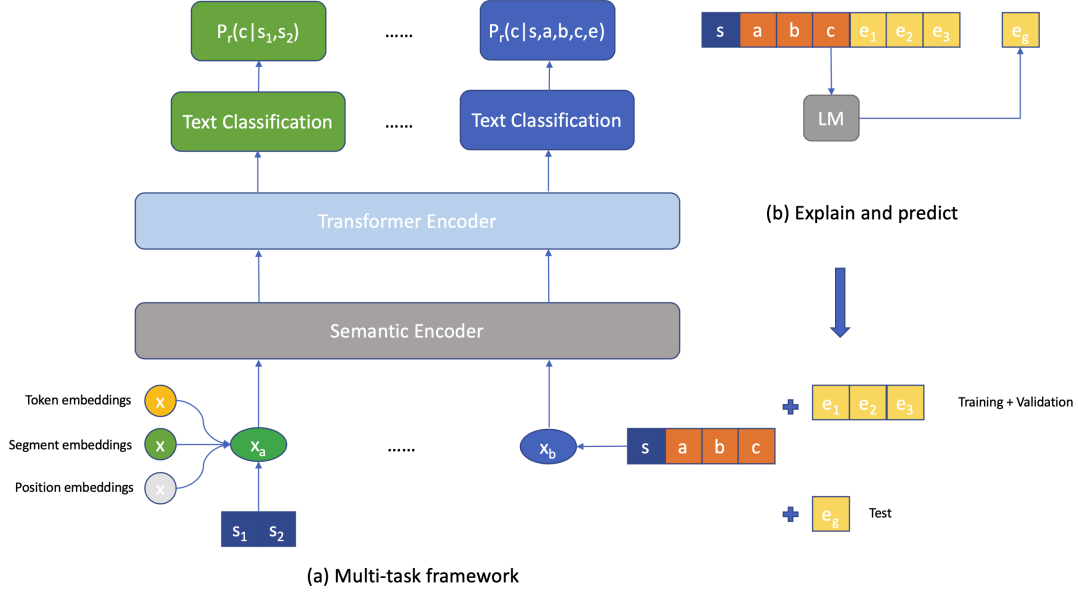 Pr(c|s1,s2)
......
Pr(c|s,a,b,c,e)
s a b c e1 e2 e3
eg
Text Classification
......
Text Classification
LM
Transformer Encoder
(b) Explain and predict
Semantic Encoder
Token embeddings
x
Segment embeddings
x
Position embeddings
x
xa
......
xb
s a b c
e1 e2 e3
Training + Validation
eg
Test
s1 s2
(a) Multi-task framework